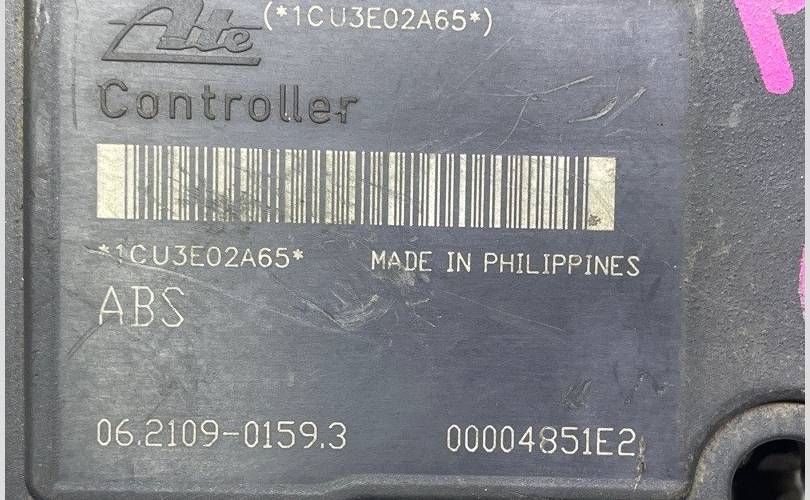 Ate (*1CU3E02A65*)
Controller
*1CU3E02A65* MADE IN PHILIPPINES
ABS
06.2109-0159.3 00004851E2